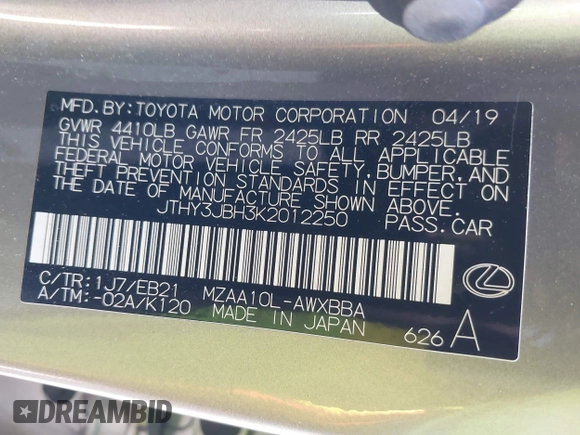 MFD. BY: TOYOTA MOTOR CORPORATION 04/19
GVWR 4410LB GAWR FR 2425LB RR 2425LB
THIS VEHICLE CONFORMS TO ALL APPLICABLE
FEDERAL MOTOR VEHICLE SAFETY, BUMPER, AND
THEFT PREVENTION STANDARDS IN EFFECT ON
THE DATE OF MANUFACTURE SHOWN ABOVE.
JTHY3JBH3K2012250 PASS.CAR
C/TR: 1J7/EB21 MZAA10L-AWXBBA
A/TM: -02A/K120 MADE IN JAPAN
626 A
DREAMBID